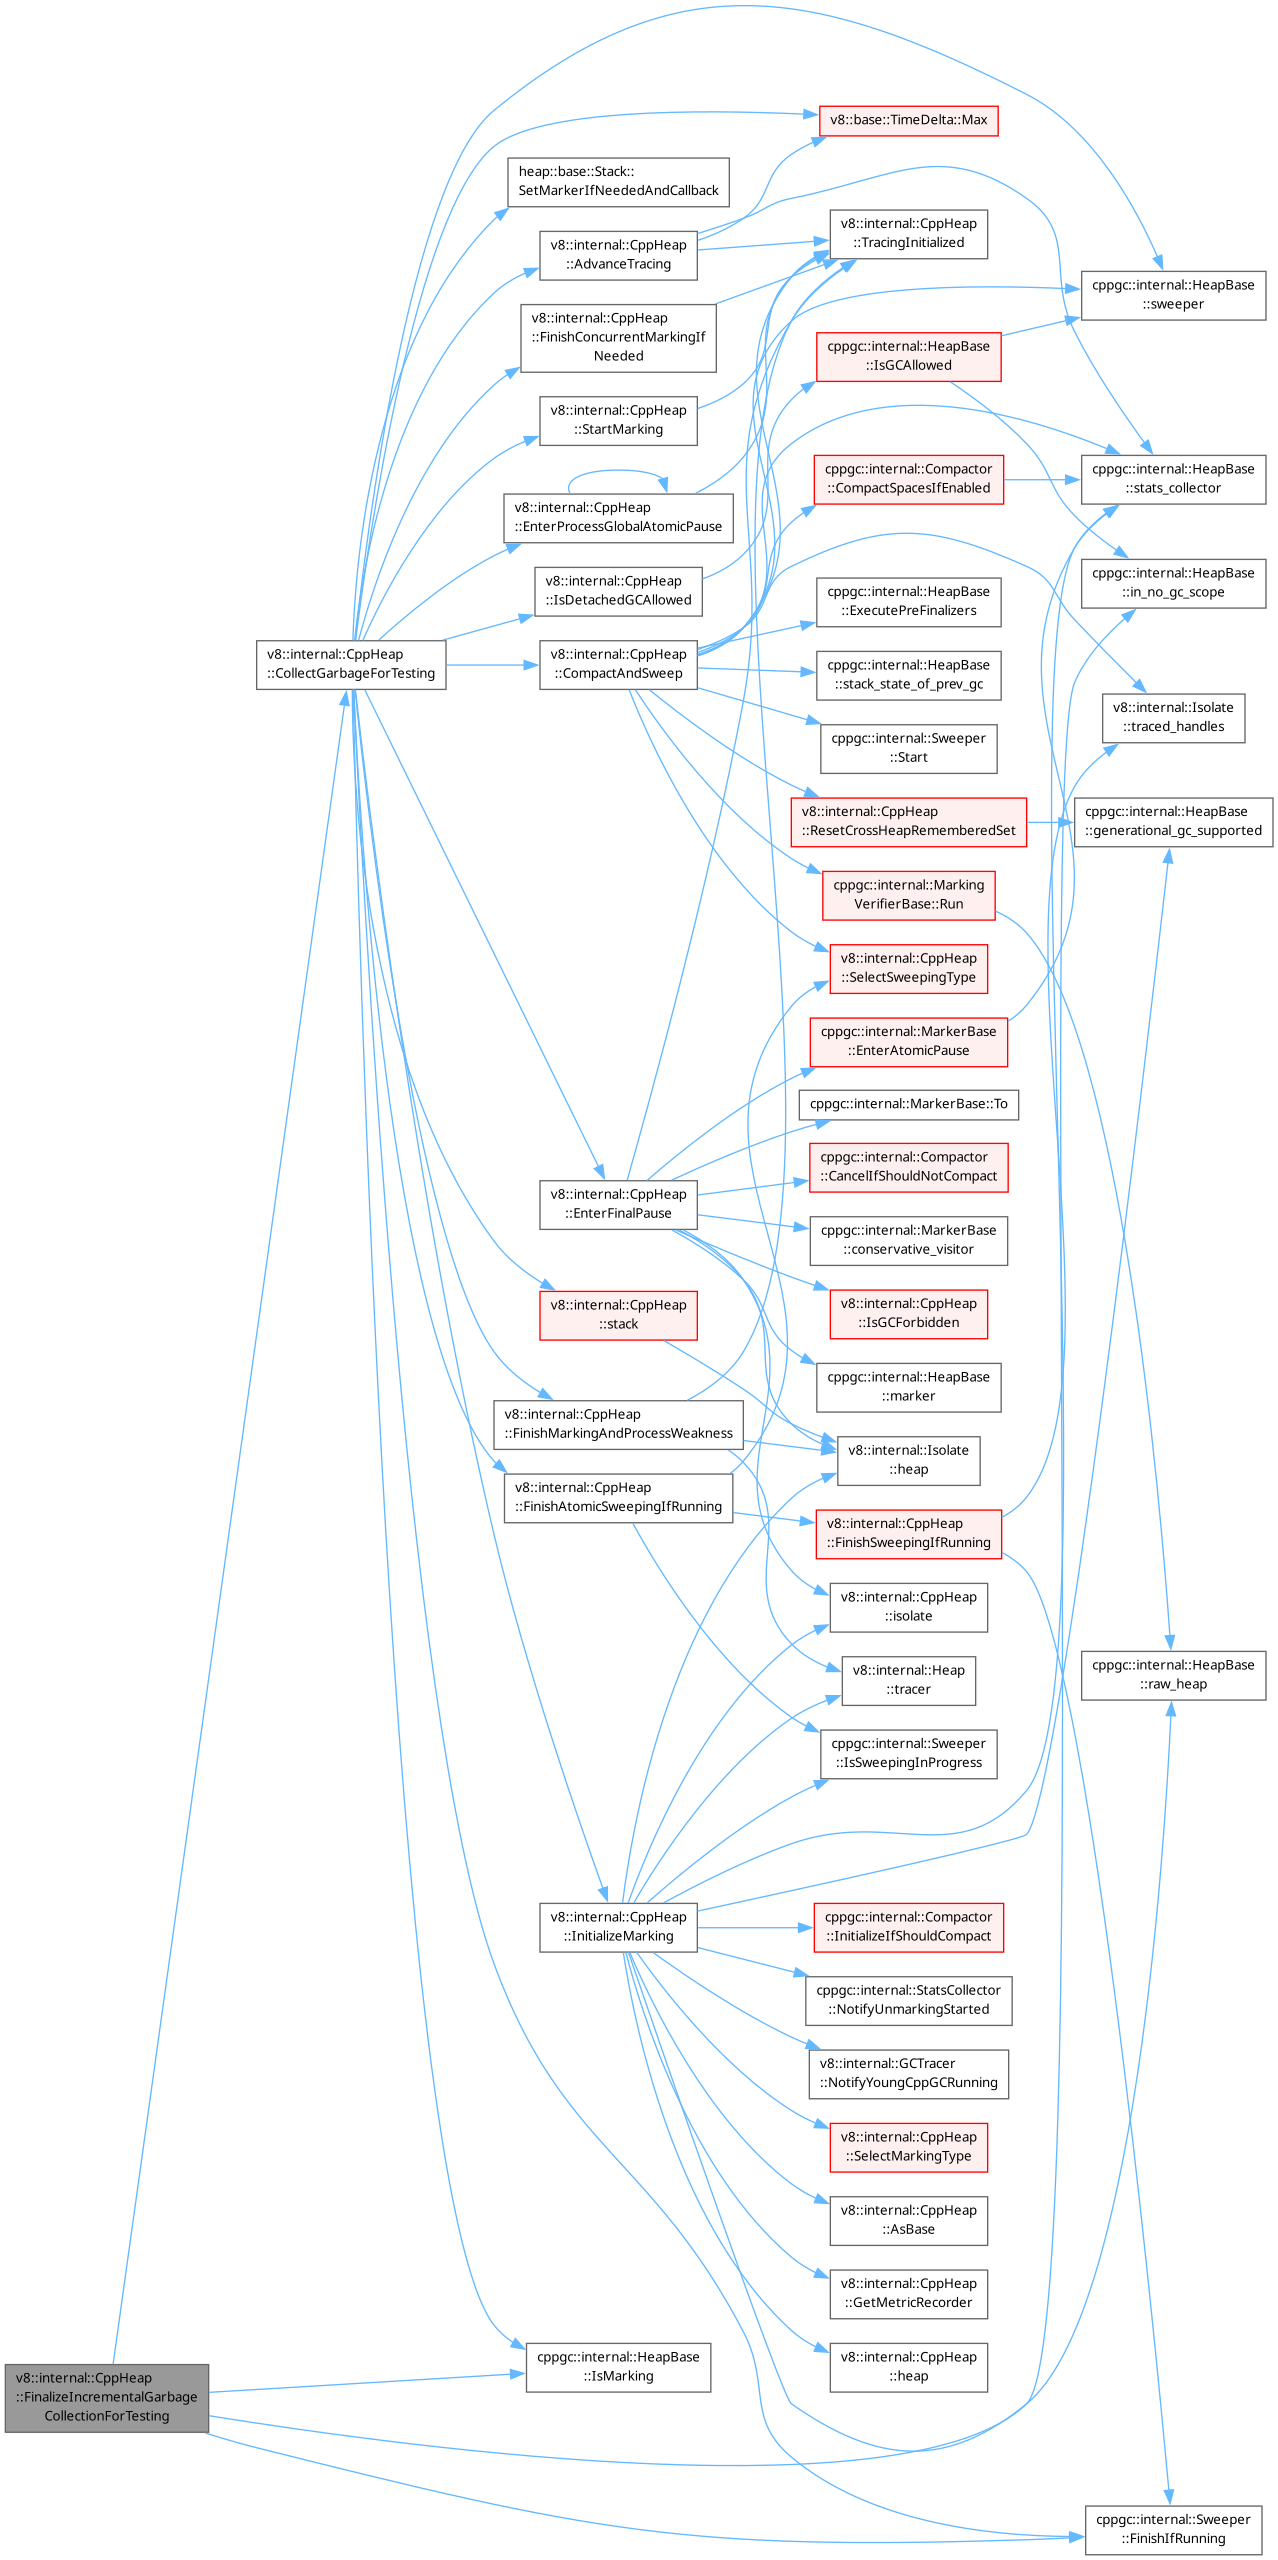 v8::base::TimeDelta::Max
heap::base::Stack::
SetMarkerIfNeededAndCallback
v8::internal::CppHeap
::TracingInitialized
v8::internal::CppHeap
::AdvanceTracing
cppgc::internal::HeapBase
::sweeper
v8::internal::CppHeap
::FinishConcurrentMarkingIf
Needed
cppgc::internal::HeapBase
::IsGCAllowed
v8::internal::CppHeap
::StartMarking
cppgc::internal::Compactor
::CompactSpacesIfEnabled
cppgc::internal::HeapBase
::stats_collector
v8::internal::CppHeap
::EnterProcessGlobalAtomicPause
cppgc::internal::HeapBase
::in_no_gc_scope
v8::internal::CppHeap
::IsDetachedGCAllowed
cppgc::internal::HeapBase
::ExecutePreFinalizers
v8::internal::CppHeap
::CollectGarbageForTesting
v8::internal::CppHeap
::CompactAndSweep
cppgc::internal::HeapBase
::stack_state_of_prev_gc
v8::internal::Isolate
::traced_handles
cppgc::internal::Sweeper
::Start
v8::internal::CppHeap
::ResetCrossHeapRememberedSet
cppgc::internal::HeapBase
::generational_gc_supported
cppgc::internal::Marking
VerifierBase::Run
v8::internal::CppHeap
::SelectSweepingType
cppgc::internal::MarkerBase
::EnterAtomicPause
cppgc::internal::MarkerBase::To
cppgc::internal::Compactor
::CancelIfShouldNotCompact
v8::internal::CppHeap
::EnterFinalPause
cppgc::internal::MarkerBase
::conservative_visitor
v8::internal::CppHeap
::stack
v8::internal::CppHeap
::IsGCForbidden
cppgc::internal::HeapBase
::marker
v8::internal::CppHeap
::FinishMarkingAndProcessWeakness
v8::internal::Isolate
::heap
v8::internal::CppHeap
::FinishAtomicSweepingIfRunning
v8::internal::CppHeap
::FinishSweepingIfRunning
v8::internal::CppHeap
::isolate
v8::internal::Heap
::tracer
cppgc::internal::HeapBase
::raw_heap
cppgc::internal::Sweeper
::IsSweepingInProgress
v8::internal::CppHeap
::InitializeMarking
cppgc::internal::Compactor
::InitializeIfShouldCompact
cppgc::internal::StatsCollector
::NotifyUnmarkingStarted
v8::internal::GCTracer
::NotifyYoungCppGCRunning
v8::internal::CppHeap
::SelectMarkingType
v8::internal::CppHeap
::AsBase
v8::internal::CppHeap
::GetMetricRecorder
v8::internal::CppHeap
::heap
cppgc::internal::HeapBase
::IsMarking
v8::internal::CppHeap
::FinalizeIncrementalGarbage
CollectionForTesting
cppgc::internal::Sweeper
::FinishIfRunning